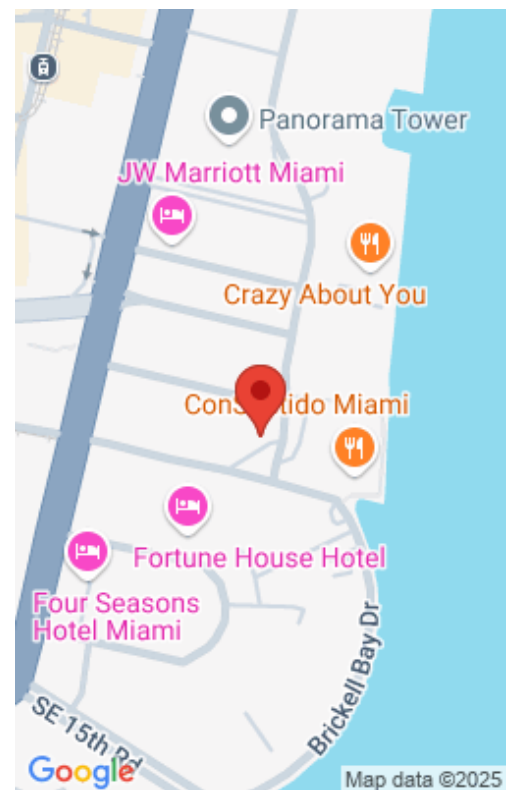 Panorama Tower
JW Marriott Miami
Crazy About You
tido Miami
Fortune House Hotel
Four Seasons
Hotel Miami
Brickell Bay Dr
SE 15th Rd
Google
Map data ©2025